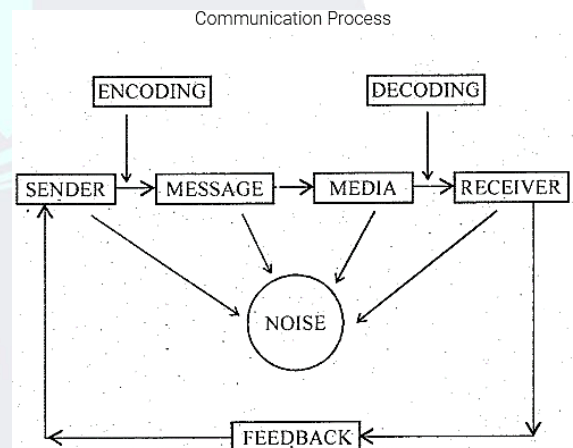 Communication Process
ENCODING
DECODING
SENDER
MESSAGE
MEDIA
RECEIVER
NOISE
FEEDBACK